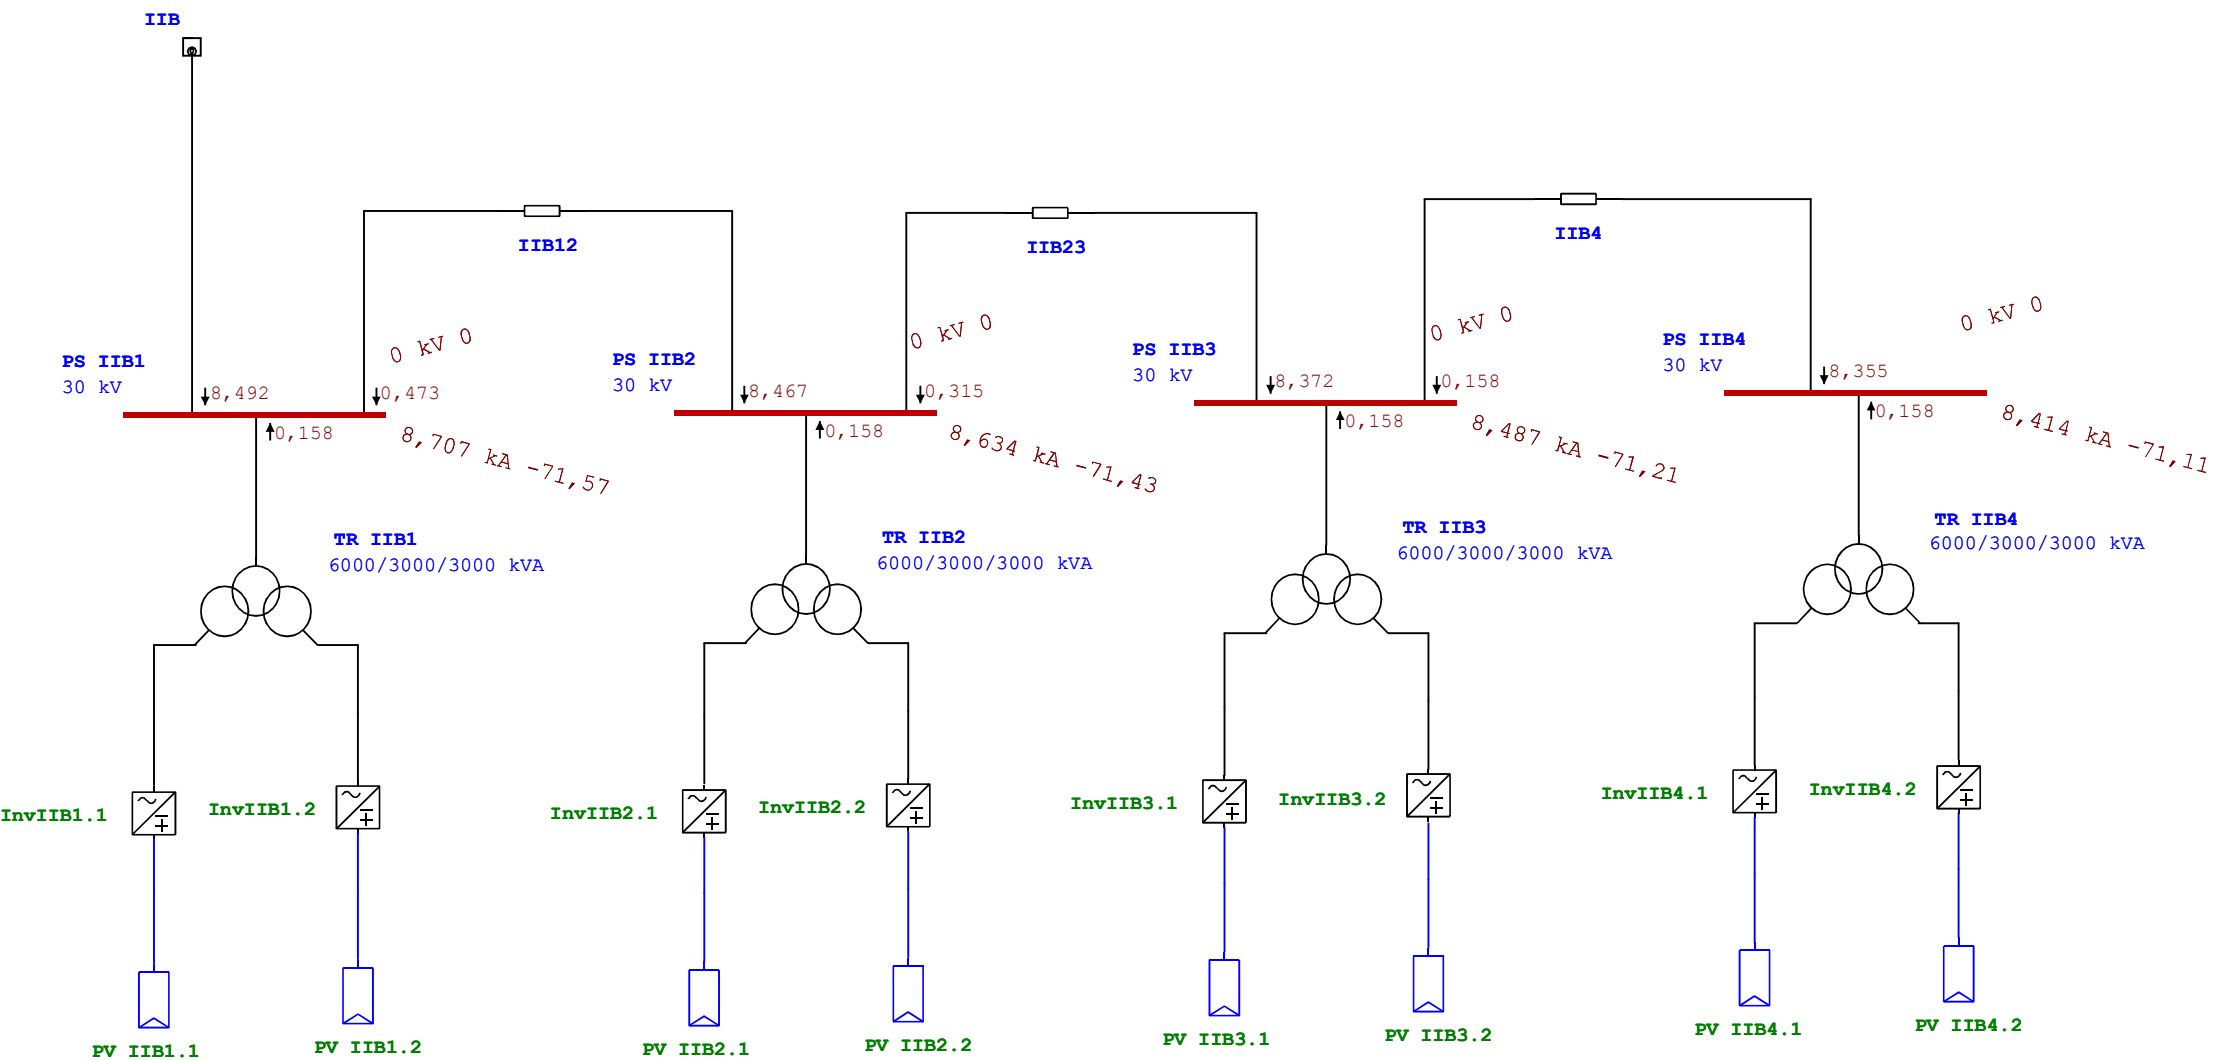 IIB
IIB12
IIB23
IIB4
0 kV 0
0 kV 0
0 kV 0
0 kV 0
PS IIB1
30 kV
PS IIB2
30 kV
PS IIB3
30 kV
PS IIB4
30 kV
8,492
0,473
8,467
0,315
8,372
0,158
8,355
0,158
0,158
0,158
0,158
8,707 kA -71,57
8,634 kA -71,43
8,487 kA -71,21
8,414 kA -71,11
TR IIB1
6000/3000/3000 kVA
TR IIB2
6000/3000/3000 kVA
TR IIB3
6000/3000/3000 kVA
TR IIB4
6000/3000/3000 kVA
InvIIB1.1
InvIIB1.2
InvIIB2.1
InvIIB2.2
InvIIB3.1
InvIIB3.2
InvIIB4.1
InvIIB4.2
PV IIB1.1
PV IIB1.2
PV IIB2.1
PV IIB2.2
PV IIB3.1
PV IIB3.2
PV IIB4.1
PV IIB4.2